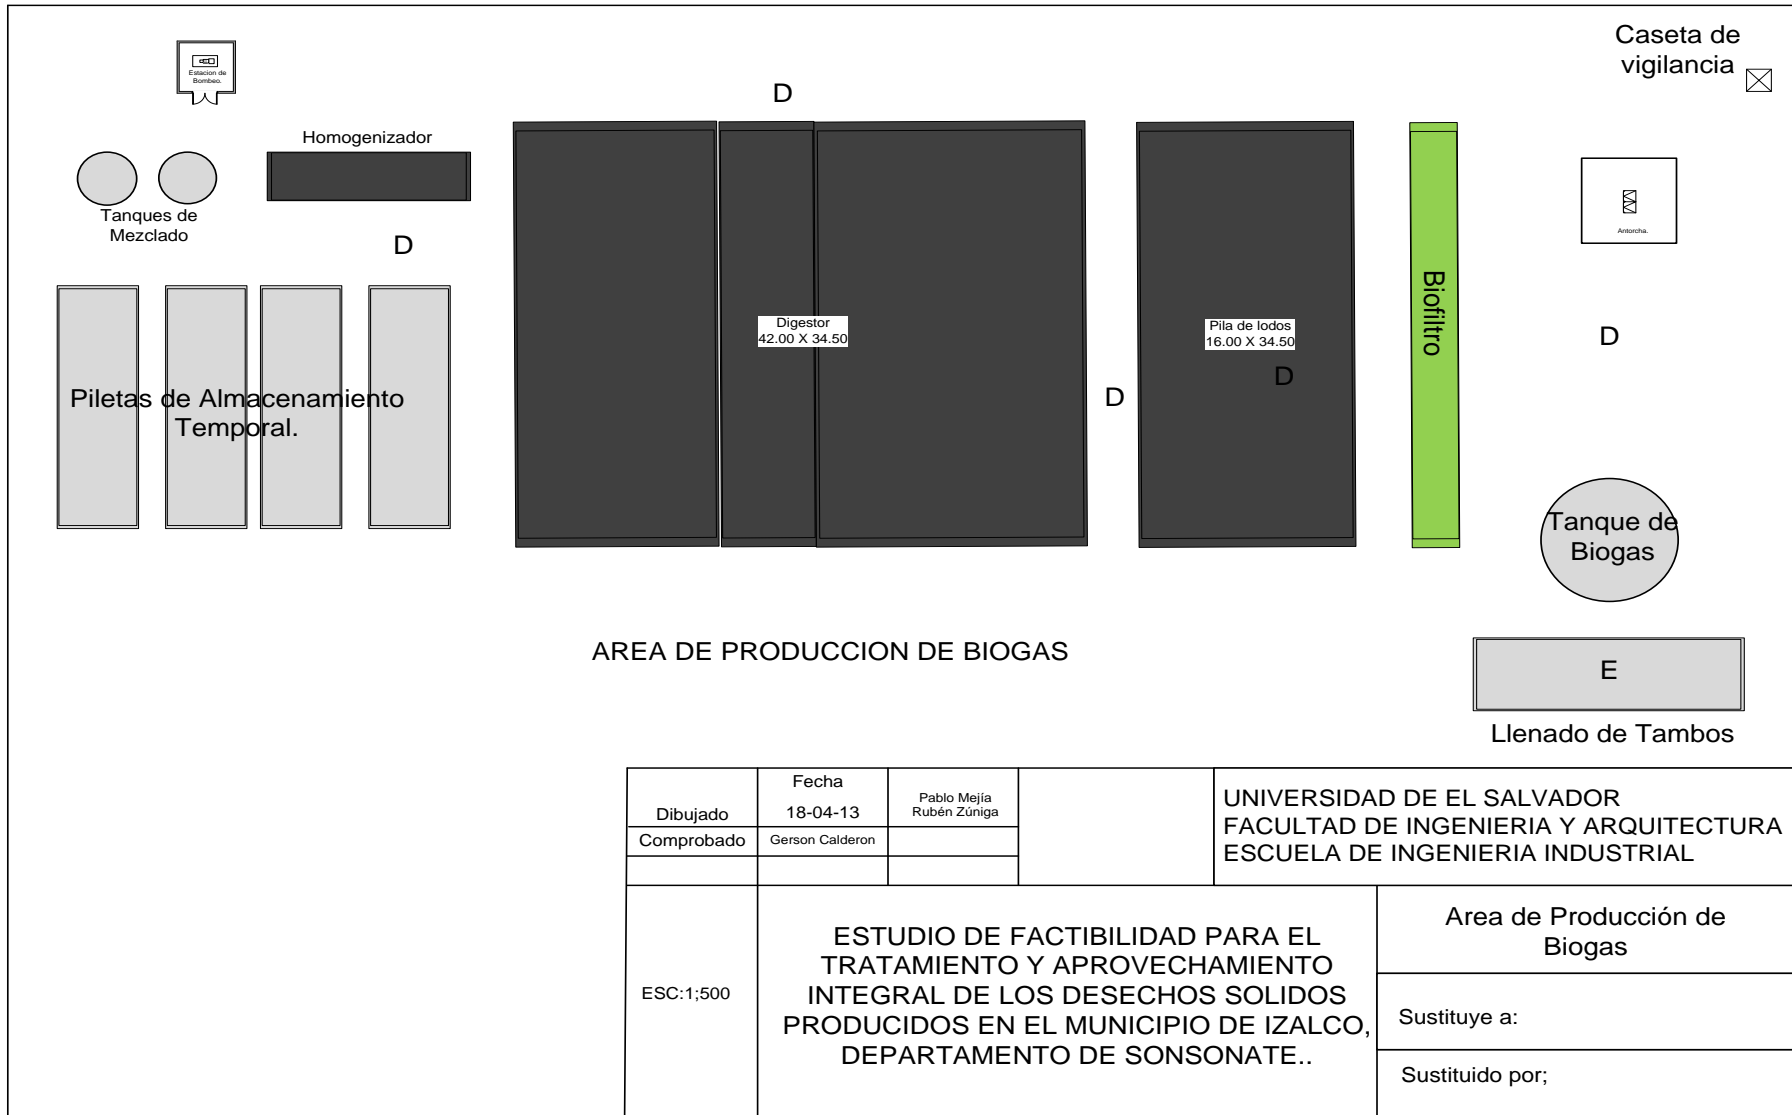 Caseta de
vigilancia
Estacion de
Bombeo.
D
Homogenizador
Tanques de
Mezclado
D
Antorcha.
Digestor
42.00 X 34.50
Pila de lodos
16.00 X 34.50
D
Biofiltro
D
D
Piletas de Almacenamiento
Temporal.
Tanque de
Biogas
AREA DE PRODUCCION DE BIOGAS
E
Llenado de Tambos
Fecha
Dibujado
18-04-13
Pablo Mejía
Rubén Zúniga
Comprobado
Gerson Calderon
UNIVERSIDAD DE EL SALVADOR
FACULTAD DE INGENIERIA Y ARQUITECTURA
ESCUELA DE INGENIERIA INDUSTRIAL
ESC:1;500
ESTUDIO DE FACTIBILIDAD PARA EL
TRATAMIENTO Y APROVECHAMIENTO
INTEGRAL DE LOS DESECHOS SOLIDOS
PRODUCIDOS EN EL MUNICIPIO DE IZALCO,
DEPARTAMENTO DE SONSONATE..
Area de Producción de
Biogas
Sustituye a:
Sustituido por;